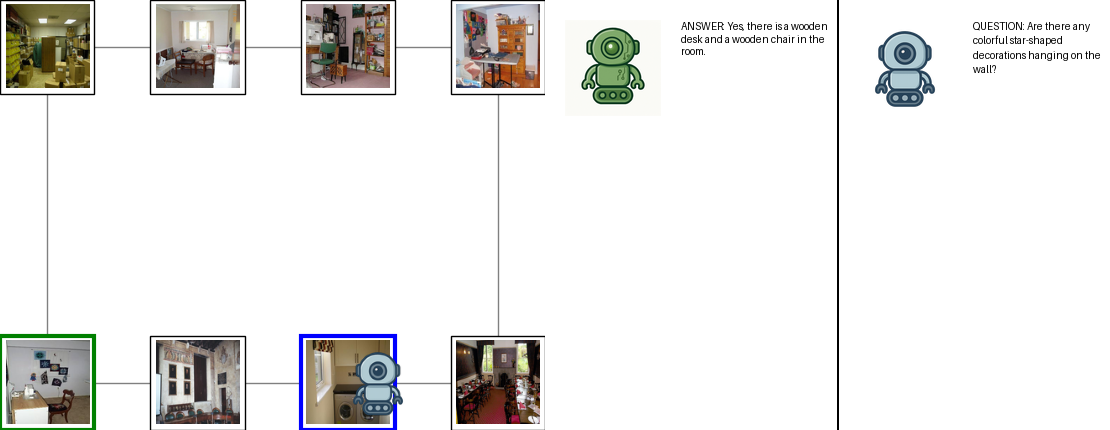 ANSWER: Yes, there is a wooden
desk and a wooden chair in the
room.
QUESTION: Are there any
colorful star-shaped
decorations hanging on the
wall?